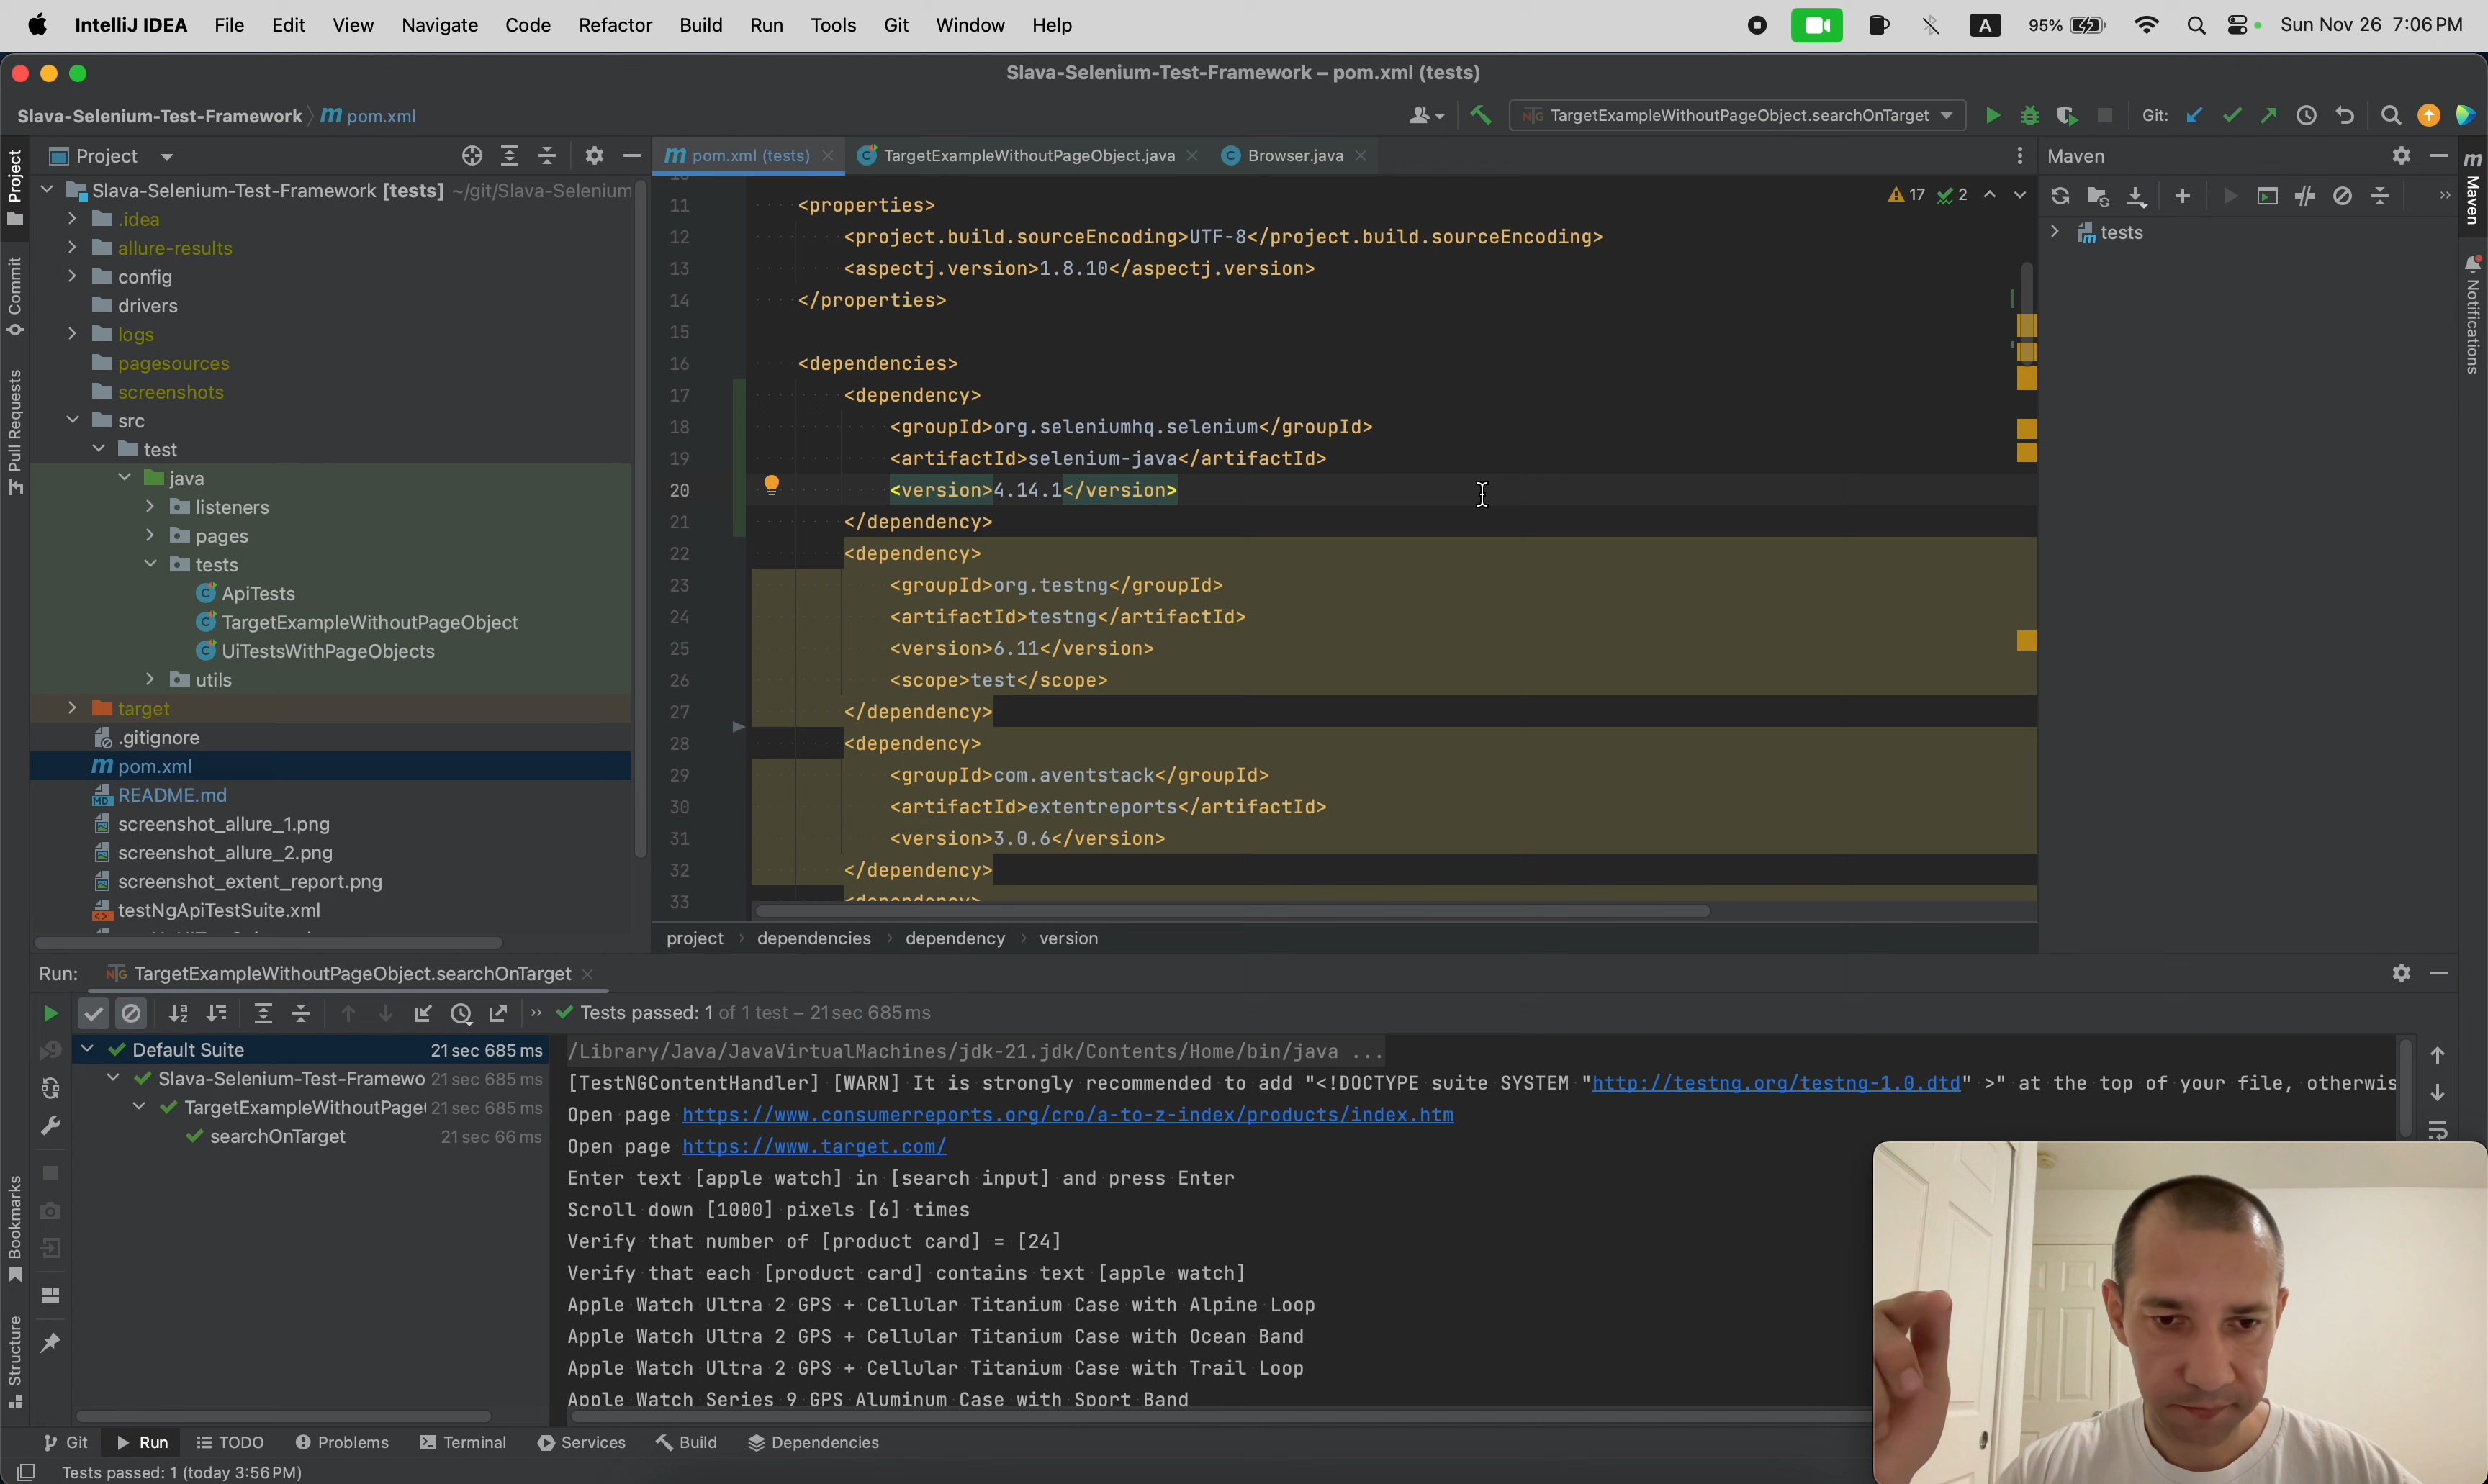 IntelliJ IDEA File Edit View Navigate Code Refactor Build Run Tools Git Window Help A 95% Sun Nov 26 7:06 PM
Slava-Selenium-Test-Framework – pom.xml (tests)
Slava-Selenium-Test-Framework m pom.xml
TargetExampleWithoutPageObject.searchOnTarget Git:
Project
pom.xml (tests) TargetExampleWithoutPageObject.java Browser.java
Maven
Slava-Selenium-Test-Framework [tests] ~/git/Slava-Selenium
.idea
allure-results
config
drivers
logs
pagesources
screenshots
src
test
java
listeners
pages
tests
ApiTests
TargetExampleWithoutPageObject
UiTestsWithPageObjects
utils
target
.gitignore
pom.xml
README.md
screenshot_allure_1.png
screenshot_allure_2.png
screenshot_extent_report.png
testNgApiTestSuite.xml
17 2
11 <properties>
12 <project.build.sourceEncoding>UTF-8</project.build.sourceEncoding>
13 <aspectj.version>1.8.10</aspectj.version>
14 </properties>
15
16 <dependencies>
17 <dependency>
18 <groupId>org.seleniumhq.selenium</groupId>
19 <artifactId>selenium-java</artifactId>
20 <version>4.14.1</version>
21 </dependency>
22 <dependency>
23 <groupId>org.testng</groupId>
24 <artifactId>testng</artifactId>
25 <version>6.11</version>
26 <scope>test</scope>
27 </dependency>
28 <dependency>
29 <groupId>com.aventstack</groupId>
30 <artifactId>extentreports</artifactId>
31 <version>3.0.6</version>
32 </dependency>
33 <dependency>
project dependencies dependency version
tests
Project
Commit
Pull Requests
Bookmarks
Structure
Maven
Notifications
Run: TargetExampleWithoutPageObject.searchOnTarget
Tests passed: 1 of 1 test – 21 sec 685 ms
Default Suite 21 sec 685 ms
Slava-Selenium-Test-Framewo 21 sec 685 ms
TargetExampleWithoutPage 21 sec 685 ms
searchOnTarget 21 sec 66 ms
/Library/Java/JavaVirtualMachines/jdk-21.jdk/Contents/Home/bin/java ...
[TestNGContentHandler] [WARN] It is strongly recommended to add "<!DOCTYPE suite SYSTEM "http://testng.org/testng-1.0.dtd" >" at the top of your file, otherwis
Open page https://www.consumerreports.org/cro/a-to-z-index/products/index.htm
Open page https://www.target.com/
Enter text [apple watch] in [search input] and press Enter
Scroll down [1000] pixels [6] times
Verify that number of [product card] = [24]
Verify that each [product card] contains text [apple watch]
Apple Watch Ultra 2 GPS + Cellular Titanium Case with Alpine Loop
Apple Watch Ultra 2 GPS + Cellular Titanium Case with Ocean Band
Apple Watch Ultra 2 GPS + Cellular Titanium Case with Trail Loop
Apple Watch Series 9 GPS Aluminum Case with Sport Band
Git Run TODO Problems Terminal Services Build Dependencies
Tests passed: 1 (today 3:56 PM)